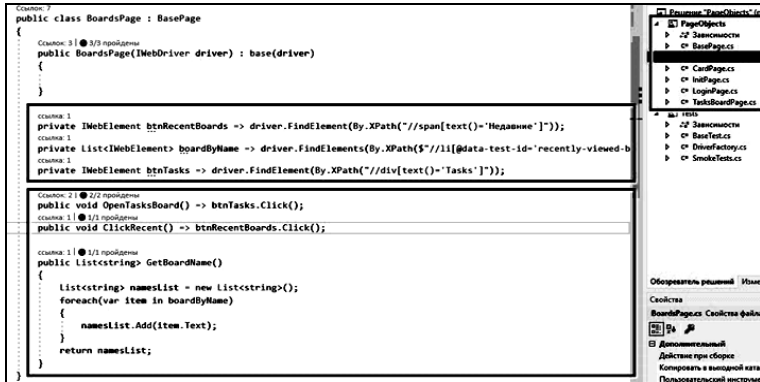 Ссылок: 7
public class BoardsPage : BasePage
{
Ссылок: 3 | 3/3 пройдены
public BoardsPage(IWebDriver driver) : base(driver)
{
}
ссылка: 1
private IWebElement btnRecentBoards => driver.FindElement(By.XPath("//span[text()='Недавние']"));
ссылка: 1
private List<IWebElement> boardByName => driver.FindElements(By.XPath($"//li[@data-test-id='recently-viewed-b
ссылка: 1
private IWebElement btnTasks => driver.FindElement(By.XPath("//div[text()='Tasks']"));
Ссылок: 2 | 2/2 пройдены
public void OpenTasksBoard() => btnTasks.Click();
ссылка: 1 | 1/1 пройдены
public void ClickRecent() => btnRecentBoards.Click();
ссылка: 1 | 1/1 пройдены
public List<string> GetBoardName()
{
List<string> namesList = new List<string>();
foreach(var item in boardByName)
{
namesList.Add(item.Text);
}
return namesList;
}
}
Решение "PageObjects"
PageObjects
Зависимости
C# BasePage.cs
C# CardPage.cs
C# InitPage.cs
C# LoginPage.cs
C# TasksBoardPage.cs
Tests
Зависимости
C# BaseTest.cs
C# DriverFactory.cs
C# SmokeTests.cs
Обозреватель решений Изме
Свойства
BoardsPage.cs Свойства файла
Дополнительный
Действие при сборке
Копировать в выходной ката
Пользовательский инструме